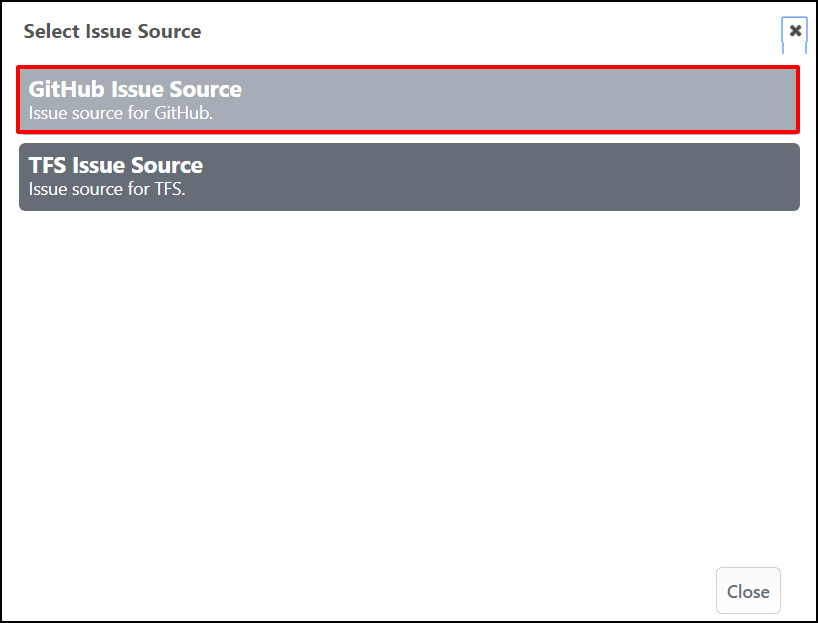 Select Issue Source
GitHub Issue Source
Issue source for GitHub.
TFS Issue Source
Issue source for TFS.
Close